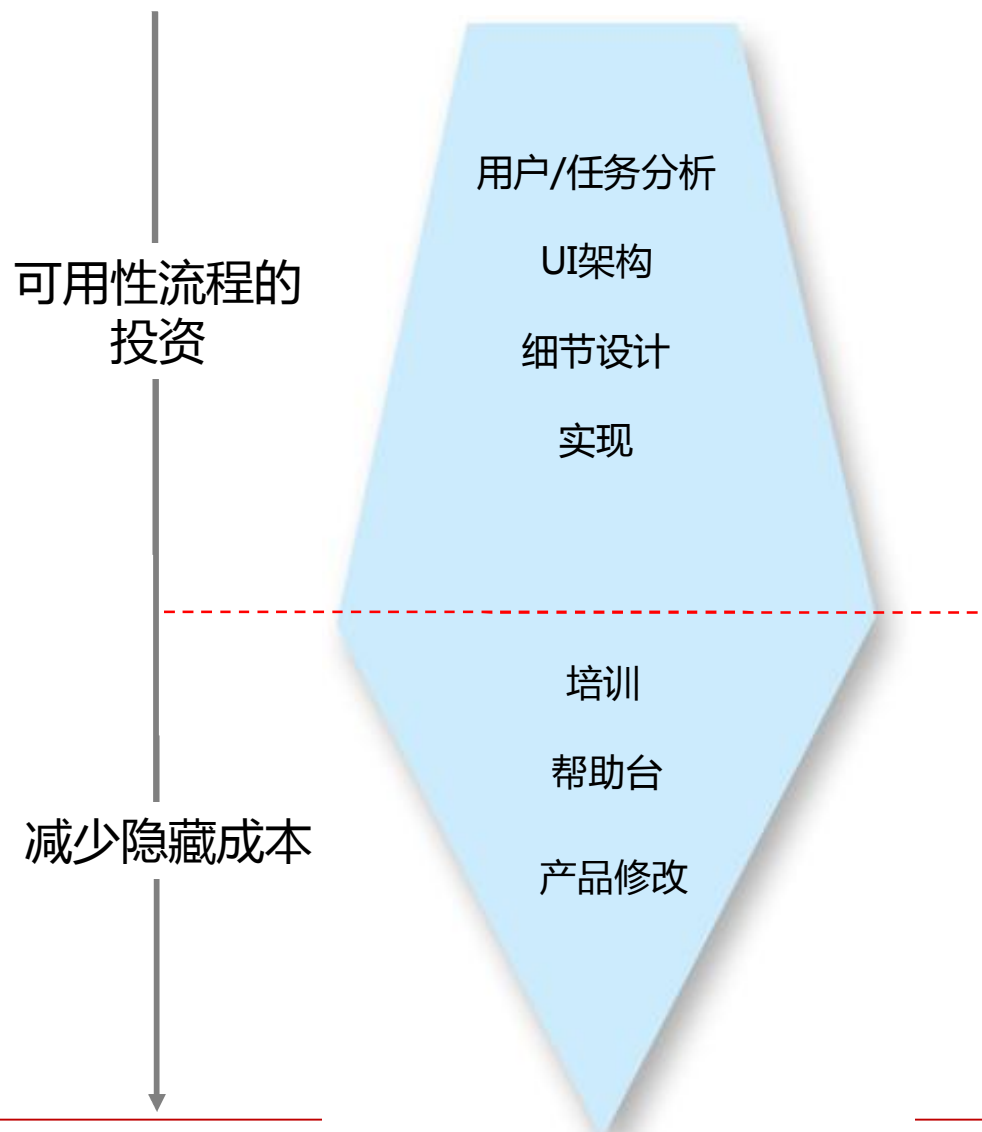 用户/任务分析
UI架构
可用性流程的
投资
细节设计
实现
培训
帮助台
减少隐藏成本
产品修改